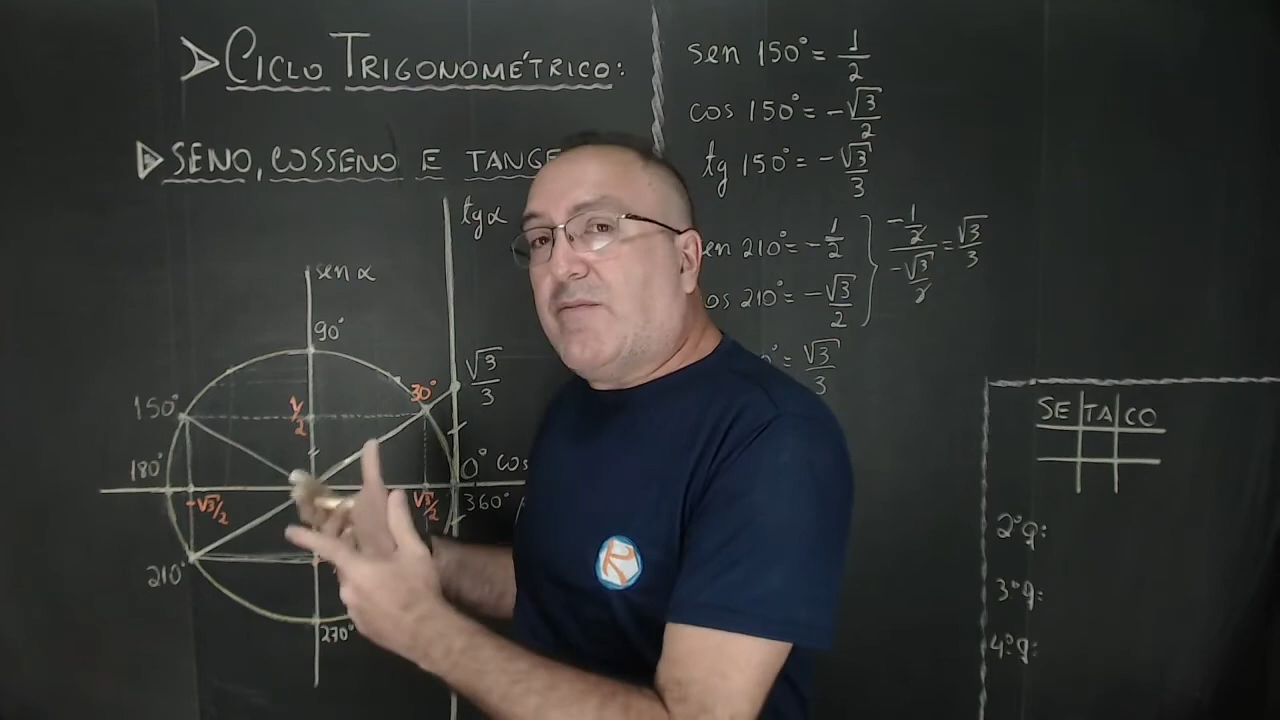 CICLO TRIGONOMÉTRICO:
SENO, COSSENO E TANGE
tg α
sen α
90°
√3/3
150°
1/2
30°
180°
-√3/2
√3/2
0° cos
360°
210°
270°
sen 150° = 1/2
cos 150° = -√3/2
tg 150° = -√3/3
en 210° = -1/2
os 210° = -√3/2
} -1/2 / -√3/2 = √3/3
0° = √3/3
SE|TA|CO
2°q:
3°q:
4°q: